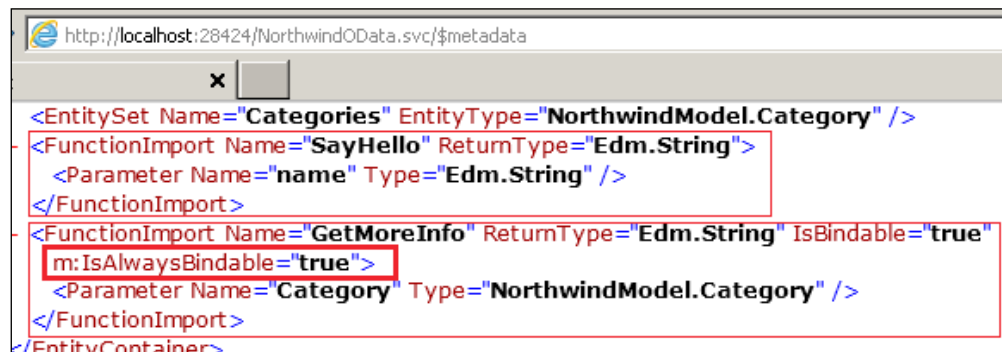 http://localhost:28424/NorthwindOData.svc/$metadata
x
<EntitySet Name="Categories" EntityType="NorthwindModel.Category" />
- <FunctionImport Name="SayHello" ReturnType="Edm.String">
<Parameter Name="name" Type="Edm.String" />
</FunctionImport>
- <FunctionImport Name="GetMoreInfo" ReturnType="Edm.String" IsBindable="true"
m:IsAlwaysBindable="true">
<Parameter Name="Category" Type="NorthwindModel.Category" />
</FunctionImport>
</EntityContainer>